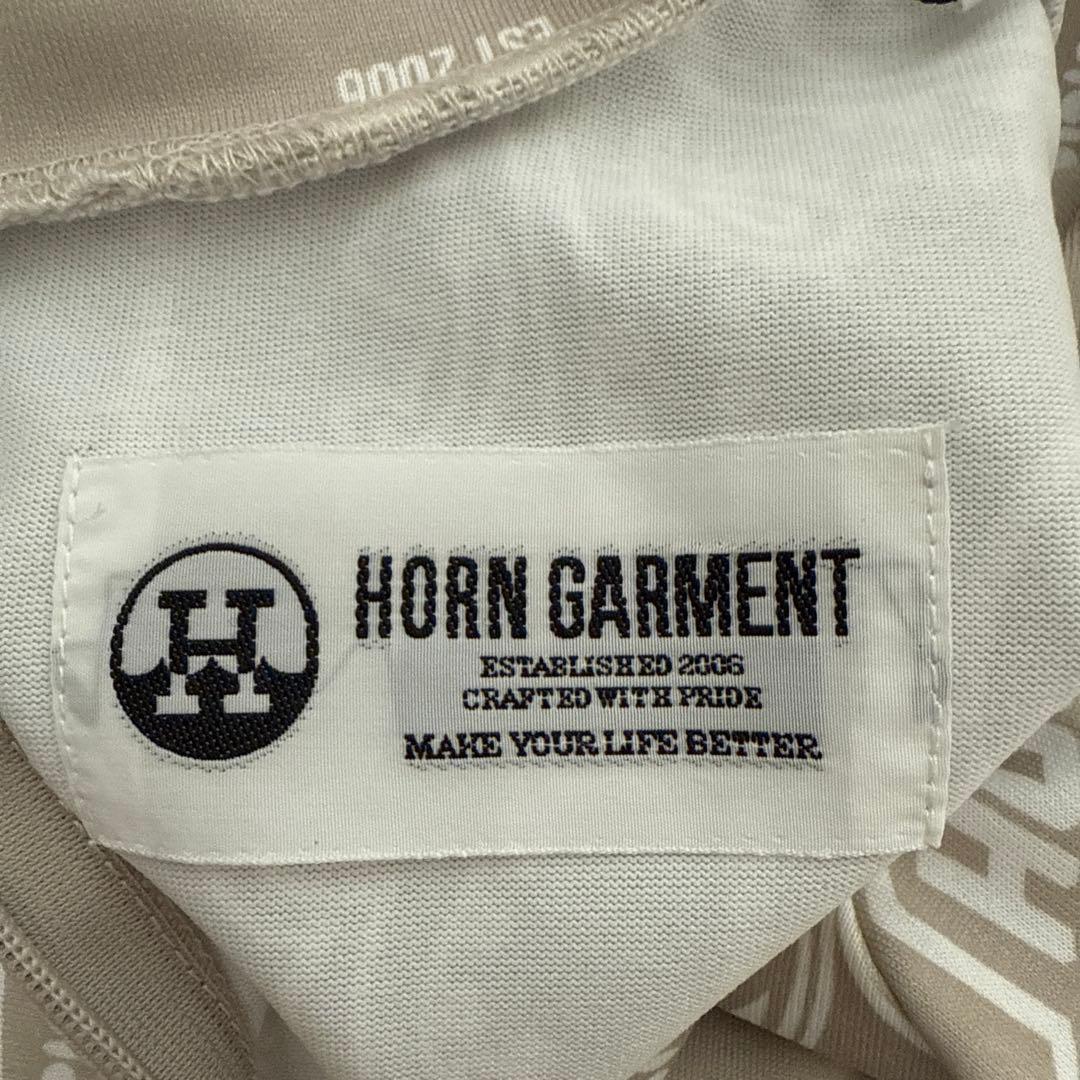 EST 2006
H
HORN GARMENT
ESTABLISHED 2006
CRAFTED WITH PRIDE
MAKE YOUR LIFE BETTER